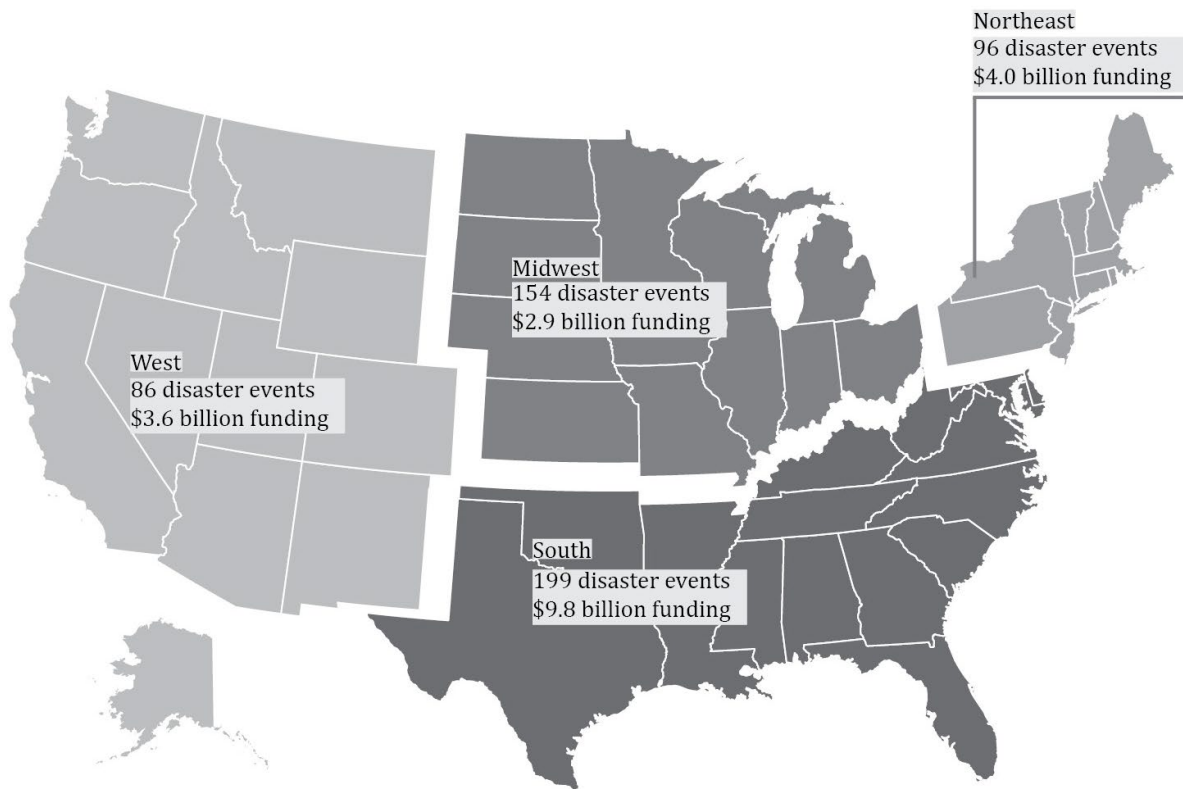 Northeast
96 disaster events
$4.0 billion funding
Midwest
154 disaster events
$2.9 billion funding
West
86 disaster events
$3.6 billion funding
South
199 disaster events
$9.8 billion funding